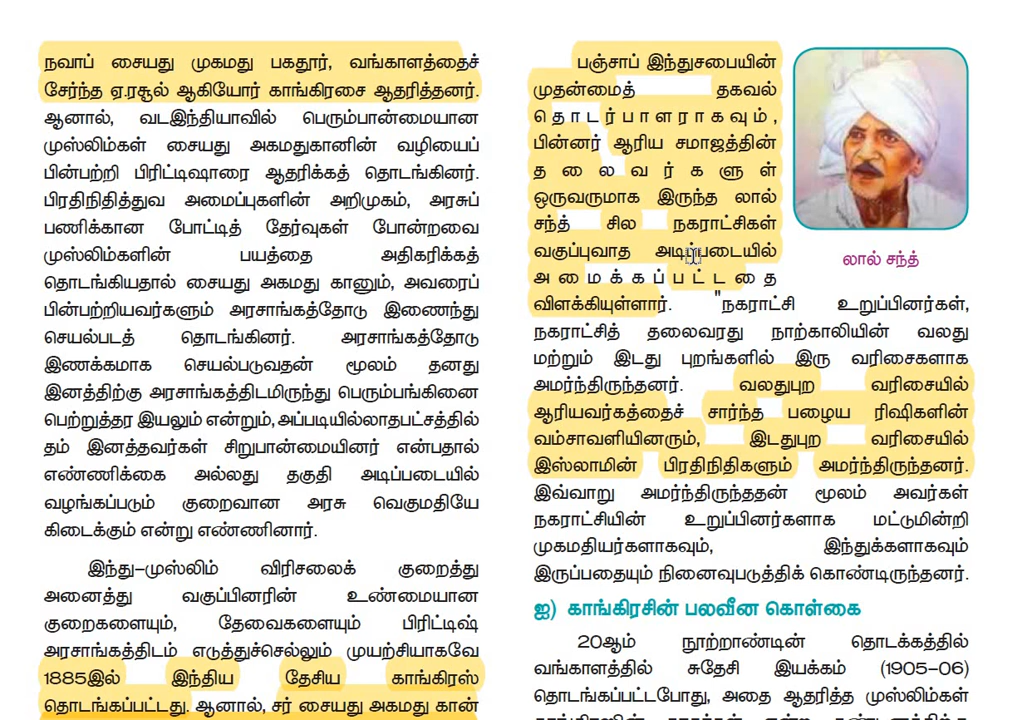 நவாப் சையது முகமது பகதூர், வங்காளத்தைச்
சேர்ந்த ஏ.ரசூல் ஆகியோர் காங்கிரசை ஆதரித்தனர்.
ஆனால், வடஇந்தியாவில் பெரும்பான்மையான
முஸ்லிம்கள் சையது அகமதுகானின் வழியைப்
பின்பற்றி பிரிட்டிஷாரை ஆதரிக்கத் தொடங்கினர்.
பிரதிநிதித்துவ அமைப்புகளின் அறிமுகம், அரசுப்
பணிக்கான போட்டித் தேர்வுகள் போன்றவை
முஸ்லிம்களின் பயத்தை அதிகரிக்கத்
தொடங்கியதால் சையது அகமது கானும், அவரைப்
பின்பற்றியவர்களும் அரசாங்கத்தோடு இணைந்து
செயல்படத் தொடங்கினர். அரசாங்கத்தோடு
இணக்கமாக செயல்படுவதன் மூலம் தனது
இனத்திற்கு அரசாங்கத்திடமிருந்து பெரும்பங்கினை
பெற்றுத்தர இயலும் என்றும், அப்படியில்லாதபட்சத்தில்
தம் இனத்தவர்கள் சிறுபான்மையினர் என்பதால்
எண்ணிக்கை அல்லது தகுதி அடிப்படையில்
வழங்கப்படும் குறைவான அரசு வெகுமதியே
கிடைக்கும் என்று எண்ணினார்.
இந்து–முஸ்லிம் விரிசலைக் குறைத்து
அனைத்து வகுப்பினரின் உண்மையான
குறைகளையும், தேவைகளையும் பிரிட்டிஷ்
அரசாங்கத்திடம் எடுத்துச்செல்லும் முயற்சியாகவே
1885இல் இந்திய தேசிய காங்கிரஸ்
தொடங்கப்பட்டது. ஆனால், சர் சையது அகமது கான்
பஞ்சாப் இந்துசபையின்
முதன்மைத் தகவல்
தொடர்பாளராகவும்,
பின்னர் ஆரிய சமாஜத்தின்
தலைவர்களுள்
ஒருவருமாக இருந்த லால்
சந்த் சில நகராட்சிகள்
வகுப்புவாத அடிப்படையில்
அமைக்கப்பட்டதை
விளக்கியுள்ளார். "நகராட்சி உறுப்பினர்கள்,
நகராட்சித் தலைவரது நாற்காலியின் வலது
மற்றும் இடது புறங்களில் இரு வரிசைகளாக
அமர்ந்திருந்தனர். வலதுபுற வரிசையில்
ஆரியவர்கத்தைச் சார்ந்த பழைய ரிஷிகளின்
வம்சாவளியினரும், இடதுபுற வரிசையில்
இஸ்லாமின் பிரதிநிதிகளும் அமர்ந்திருந்தனர்.
இவ்வாறு அமர்ந்திருந்ததன் மூலம் அவர்கள்
நகராட்சியின் உறுப்பினர்களாக மட்டுமின்றி
முகமதியர்களாகவும், இந்துக்களாகவும்
இருப்பதையும் நினைவுபடுத்திக் கொண்டிருந்தனர்.
லால் சந்த்
ஐ) காங்கிரசின் பலவீன கொள்கை
20ஆம் நூற்றாண்டின் தொடக்கத்தில்
வங்காளத்தில் சுதேசி இயக்கம் (1905–06)
தொடங்கப்பட்டபோது, அதை ஆதரித்த முஸ்லிம்கள்